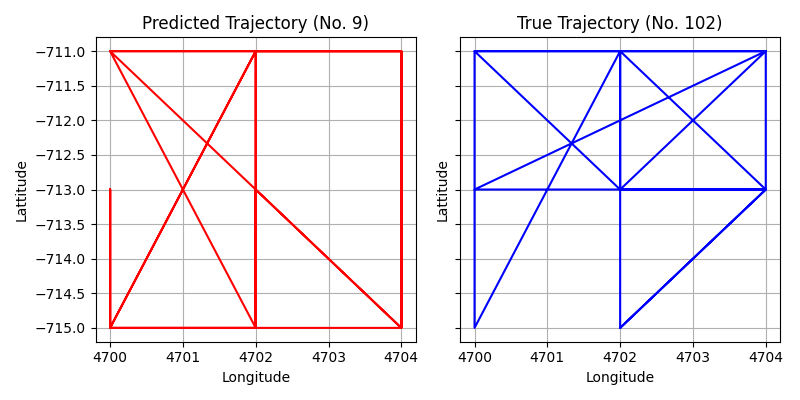 Predicted Trajectory (No. 9)
−711.0
−711.5
−712.0
−712.5
−713.0
−713.5
−714.0
−714.5
−715.0
Lattitude
4700 4701 4702 4703 4704
Longitude
True Trajectory (No. 102)
Lattitude
4700 4701 4702 4703 4704
Longitude